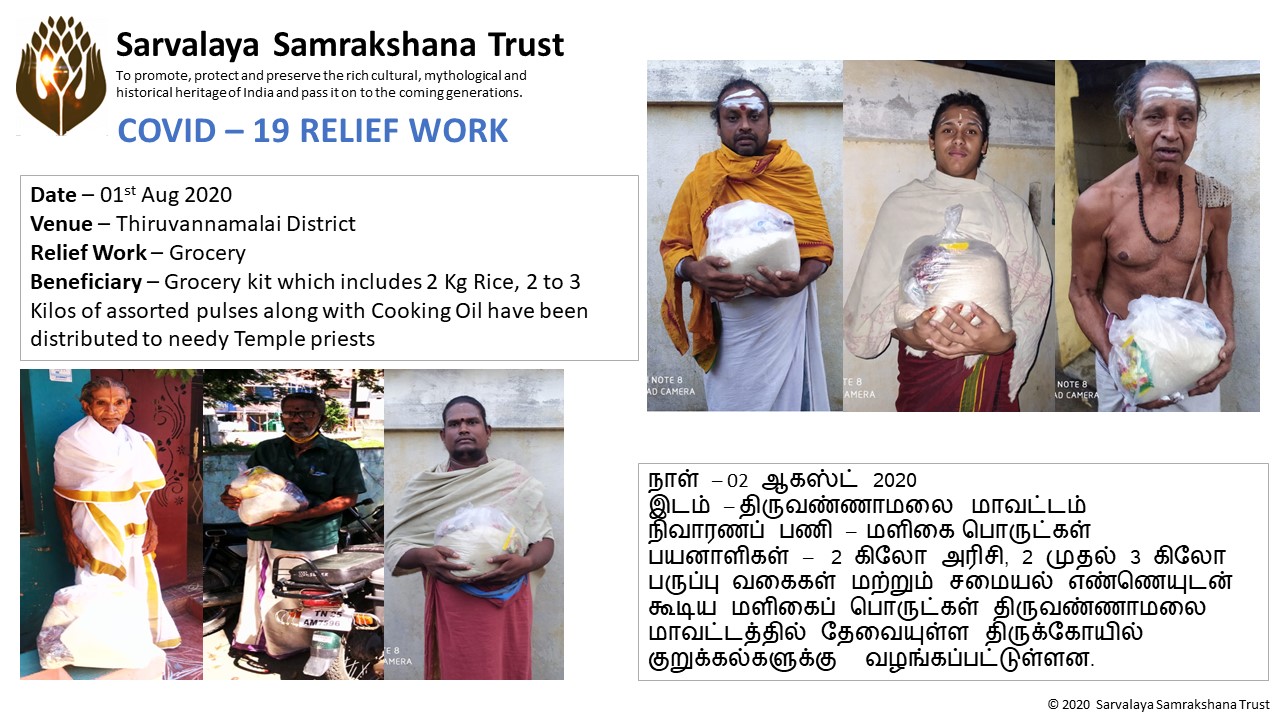 Sarvalaya Samrakshana Trust
To promote, protect and preserve the rich cultural, mythological and
historical heritage of India and pass it on to the coming generations.
COVID – 19 RELIEF WORK
Date – 01st Aug 2020
Venue – Thiruvannamalai District
Relief Work – Grocery
Beneficiary – Grocery kit which includes 2 Kg Rice, 2 to 3
Kilos of assorted pulses along with Cooking Oil have been
distributed to needy Temple priests
NOTE 8
AD CAMERA
TE 8
AMERA
NOTE 8
AD CAMERA
TN 25
AM7596
TE 8
AMERA
நாள் – 02 ஆகஸ்ட் 2020
இடம் – திருவண்ணாமலை மாவட்டம்
நிவாரணப் பணி – மளிகை பொருட்கள்
பயனாளிகள் – 2 கிலோ அரிசி, 2 முதல் 3 கிலோ
பருப்பு வகைகள் மற்றும் சமையல் எண்ணெயுடன்
கூடிய மளிகைப் பொருட்கள் திருவண்ணாமலை
மாவட்டத்தில் தேவையுள்ள திருக்கோயில்
குறுக்கல்களுக்கு வழங்கப்பட்டுள்ளன.
© 2020 Sarvalaya Samrakshana Trust